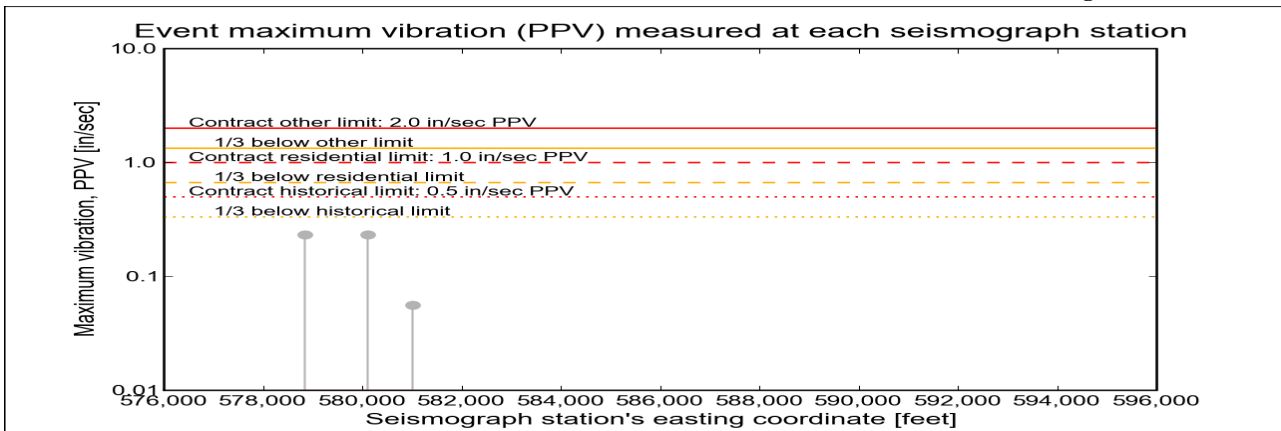 Event maximum vibration (PPV) measured at each seismograph station
10.0
Contract other limit: 2.0 in/sec PPV
1/3 below other limit
1.0
Contract residential limit: 1.0 in/sec PPV
1/3 below residential limit
Contract historical limit; 0.5 in/sec PPV
1/3 below historical limit
0.1
0.01
Maximum vibration, PPV [in/sec]
576,000 578,000 580,000 582,000 584,000 586,000 588,000 590,000 592,000 594,000 596,000
Seismograph station's easting coordinate [feet]